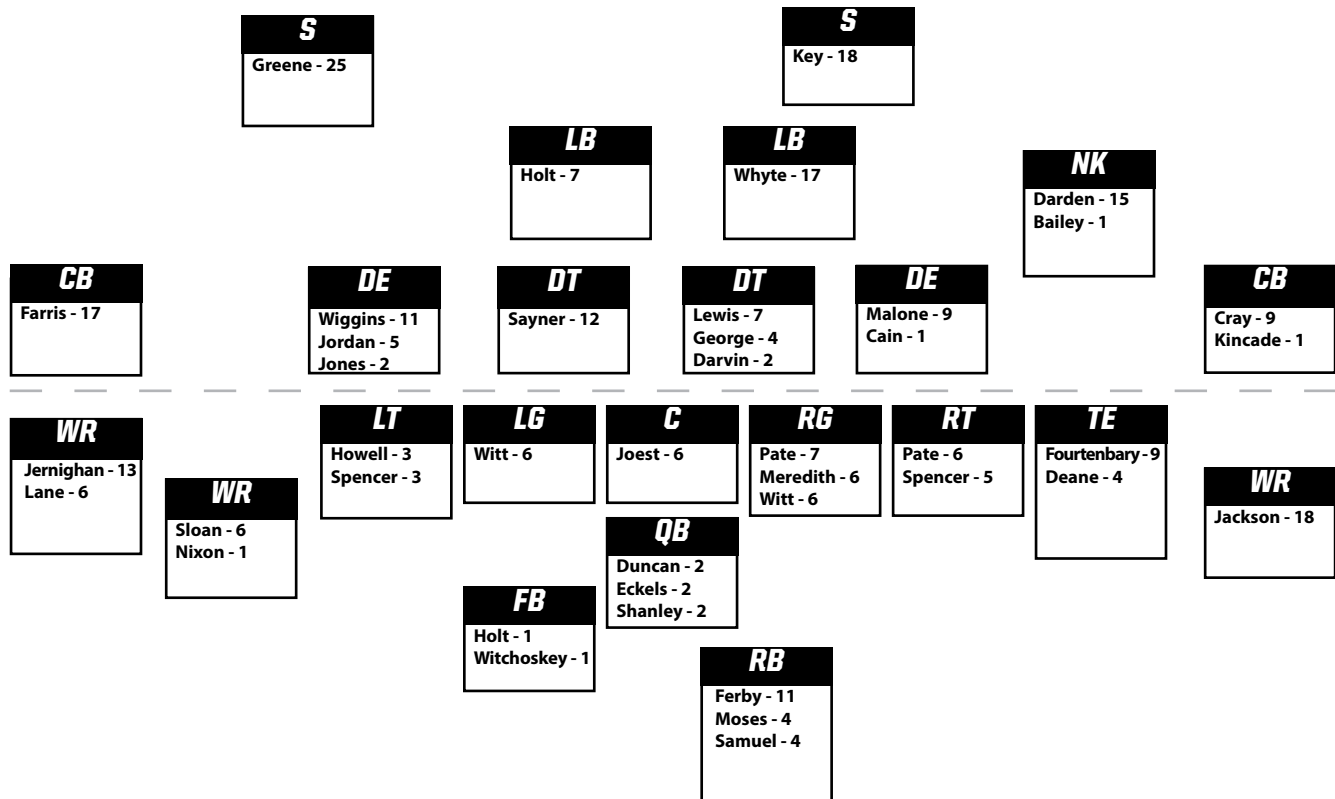 S
Greene - 25
S
Key - 18
LB
Holt - 7
LB
Whyte - 17
NK
Darden - 15
Bailey - 1
CB
Farris - 17
DE
Wiggins - 11
Jordan - 5
Jones - 2
DT
Sayner - 12
DT
Lewis - 7
George - 4
Darvin - 2
DE
Malone - 9
Cain - 1
CB
Cray - 9
Kincade - 1
WR
Jernighan - 13
Lane - 6
WR
Sloan - 6
Nixon - 1
LT
Howell - 3
Spencer - 3
LG
Witt - 6
C
Joest - 6
RG
Pate - 7
Meredith - 6
Witt - 6
RT
Pate - 6
Spencer - 5
TE
Fourtenbary - 9
Deane - 4
WR
Jackson - 18
QB
Duncan - 2
Eckels - 2
Shanley - 2
FB
Holt - 1
Witchoskey - 1
RB
Ferby - 11
Moses - 4
Samuel - 4